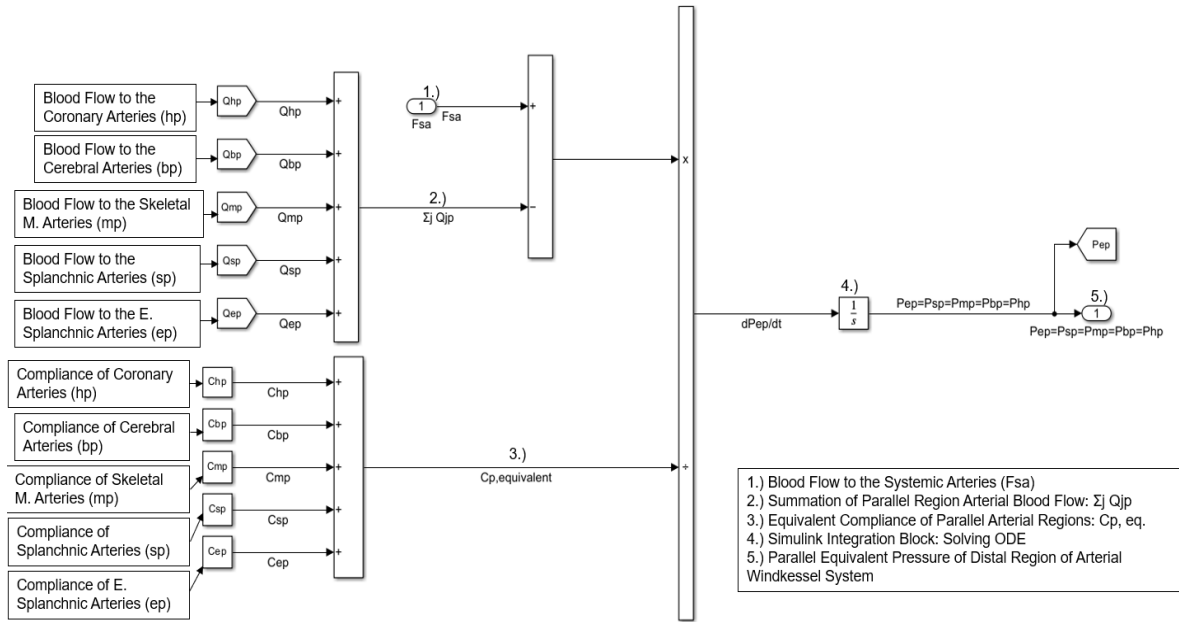 Blood Flow to the
Coronary Arteries (hp)
Qhp
Qhp
+
Blood Flow to the
Cerebral Arteries (bp)
Qbp
Qbp
+
Blood Flow to the Skeletal
M. Arteries (mp)
Qmp
Qmp
+
Blood Flow to the
Splanchnic Arteries (sp)
Qsp
Qsp
+
Blood Flow to the E.
Splanchnic Arteries (ep)
Qep
Qep
+
1.)
1
Fsa
Fsa
+
2.)
Σj Qjp
−
x
Compliance of Coronary
Arteries (hp)
Chp
Chp
+
Compliance of Cerebral
Arteries (bp)
Cbp
Cbp
+
Compliance of Skeletal
M. Arteries (mp)
Cmp
Cmp
+
Compliance of
Splanchnic Arteries (sp)
Csp
Csp
+
Compliance of E.
Splanchnic Arteries (ep)
Cep
Cep
+
3.)
Cp,equivalent
÷
dPep/dt
4.)
1
s
Pep=Psp=Pmp=Pbp=Php
Pep
5.)
1
Pep=Psp=Pmp=Pbp=Php
1.) Blood Flow to the Systemic Arteries (Fsa)
2.) Summation of Parallel Region Arterial Blood Flow: Σj Qjp
3.) Equivalent Compliance of Parallel Arterial Regions: Cp, eq.
4.) Simulink Integration Block: Solving ODE
5.) Parallel Equivalent Pressure of Distal Region of Arterial
Windkessel System